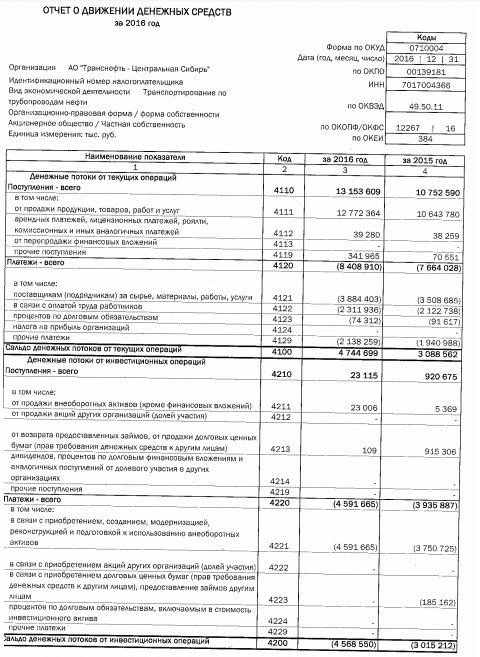 ОТЧЕТ О ДВИЖЕНИИ ДЕНЕЖНЫХ СРЕДСТВ
за 2016 год
Коды
Форма по ОКУД 0710004
Дата (год, месяц, число) 2016 | 12 | 31
Организация АО "Транснефть - Центральная Сибирь" по ОКПО 00139181
Идентификационный номер налогоплательщика ИНН 7017004366
Вид экономической деятельности Транспортирование по
трубопроводам нефти по ОКВЭД 49.50.11
Организационно-правовая форма / форма собственности
Акционерное общество / Частная собственность по ОКОПФ/ОКФС 12267 | 16
Единица измерения: тыс. руб. по ОКЕИ 384
Наименование показателя Код за 2016 год за 2015 год
1 2 3 4
Денежные потоки от текущих операций
Поступления - всего 4110 13 153 609 10 752 590
в том числе:
от продажи продукции, товаров, работ и услуг 4111 12 772 364 10 643 780
арендных платежей, лицензионных платежей, роялти,
комиссионных и иных аналогичных платежей 4112 39 280 38 259
от перепродажи финансовых вложений 4113 - -
прочие поступления 4119 341 965 70 551
Платежи - всего 4120 (8 408 910) (7 664 028)
в том числе:
поставщикам (подрядчикам) за сырье, материалы, работы, услуги 4121 (3 884 403) (3 508 685)
в связи с оплатой труда работников 4122 (2 311 936) (2 122 738)
процентов по долговым обязательствам 4123 (74 312) (91 617)
налога на прибыль организаций 4124 - -
прочие платежи 4129 (2 138 259) (1 940 988)
Сальдо денежных потоков от текущих операций 4100 4 744 699 3 088 562
Денежные потоки от инвестиционных операций
Поступления - всего 4210 23 115 920 675
в том числе:
от продажи внеоборотных активов (кроме финансовых вложений) 4211 23 006 5 369
от продажи акций других организаций (долей участия) 4212 - -
от возврата предоставленных займов, от продажи долговых ценных
бумаг (прав требования денежных средств к другим лицам) 4213 109 915 306
дивидендов, процентов по долговым финансовым вложениям и
аналогичных поступлений от долевого участия в других
организациях 4214 - -
прочие поступления 4219 - -
Платежи - всего 4220 (4 591 665) (3 935 887)
в том числе:
в связи с приобретением, созданием, модернизацией,
реконструкцией и подготовкой к использованию внеоборотных
активов 4221 (4 591 665) (3 750 725)
в связи с приобретением акций других организаций (долей участия) 4222 - -
в связи с приобретением долговых ценных бумаг (прав требования
денежных средств к другим лицам), предоставление займов другим
лицам 4223 - (185 162)
процентов по долговым обязательствам, включаемым в стоимость
инвестиционного актива 4224 - -
прочие платежи 4229 - -
Сальдо денежных потоков от инвестиционных операций 4200 (4 568 550) (3 015 212)